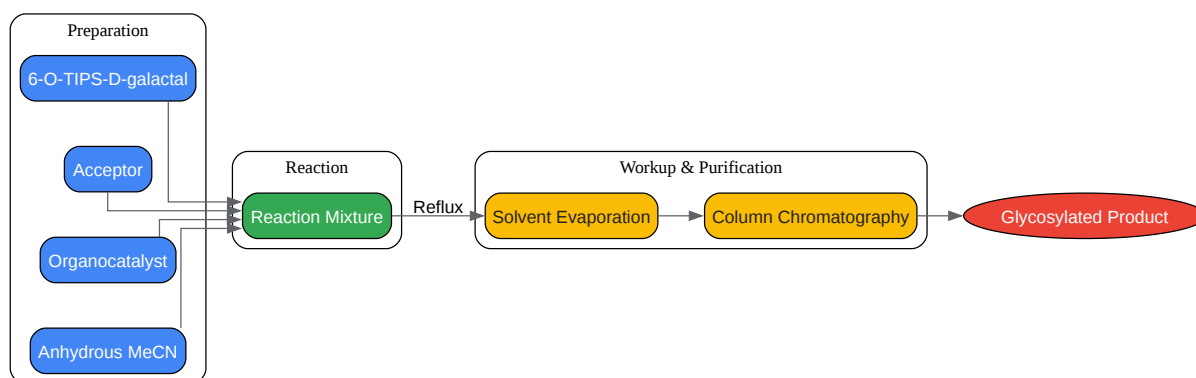 Preparation
6-O-TIPS-D-galactal
Acceptor
Organocatalyst
Anhydrous MeCN
Reaction
Reaction Mixture
Reflux
Workup & Purification
Solvent Evaporation
Column Chromatography
Glycosylated Product